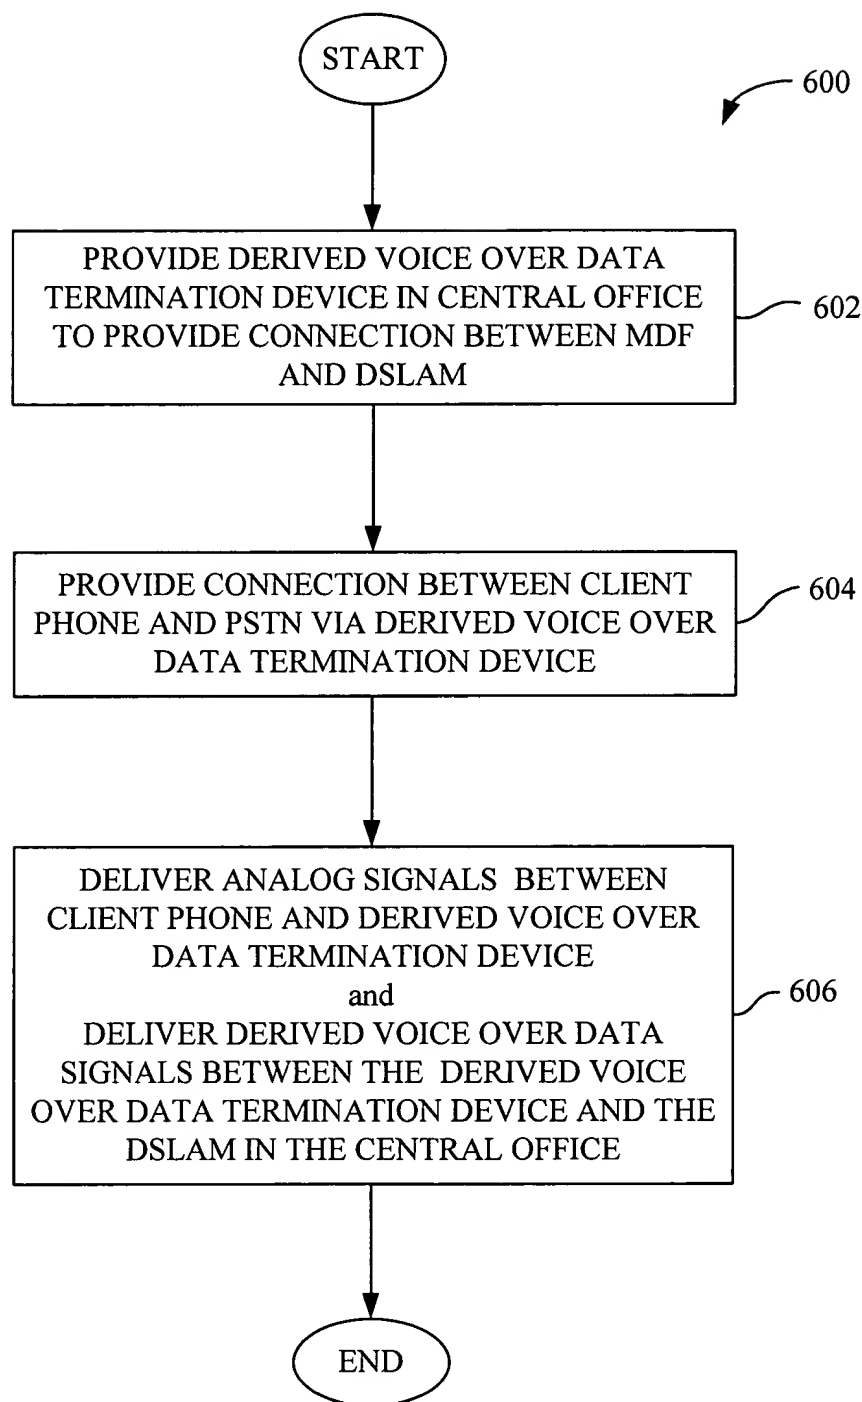 START
600
PROVIDE DERIVED VOICE OVER DATA
TERMINATION DEVICE IN CENTRAL OFFICE
TO PROVIDE CONNECTION BETWEEN MDF
AND DSLAM
602
PROVIDE CONNECTION BETWEEN CLIENT
PHONE AND PSTN VIA DERIVED VOICE OVER
DATA TERMINATION DEVICE
604
DELIVER ANALOG SIGNALS BETWEEN
CLIENT PHONE AND DERIVED VOICE OVER
DATA TERMINATION DEVICE
and
DELIVER DERIVED VOICE OVER DATA
SIGNALS BETWEEN THE DERIVED VOICE
OVER DATA TERMINATION DEVICE AND THE
DSLAM IN THE CENTRAL OFFICE
606
END